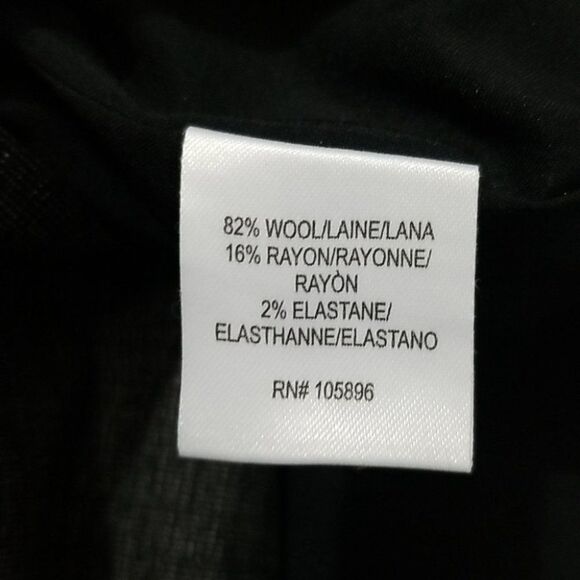 82% WOOL/LAINE/LANA
16% RAYON/RAYONNE/
RAYÒN
2% ELASTANE/
ELASTHANNE/ELASTANO
RN# 105896